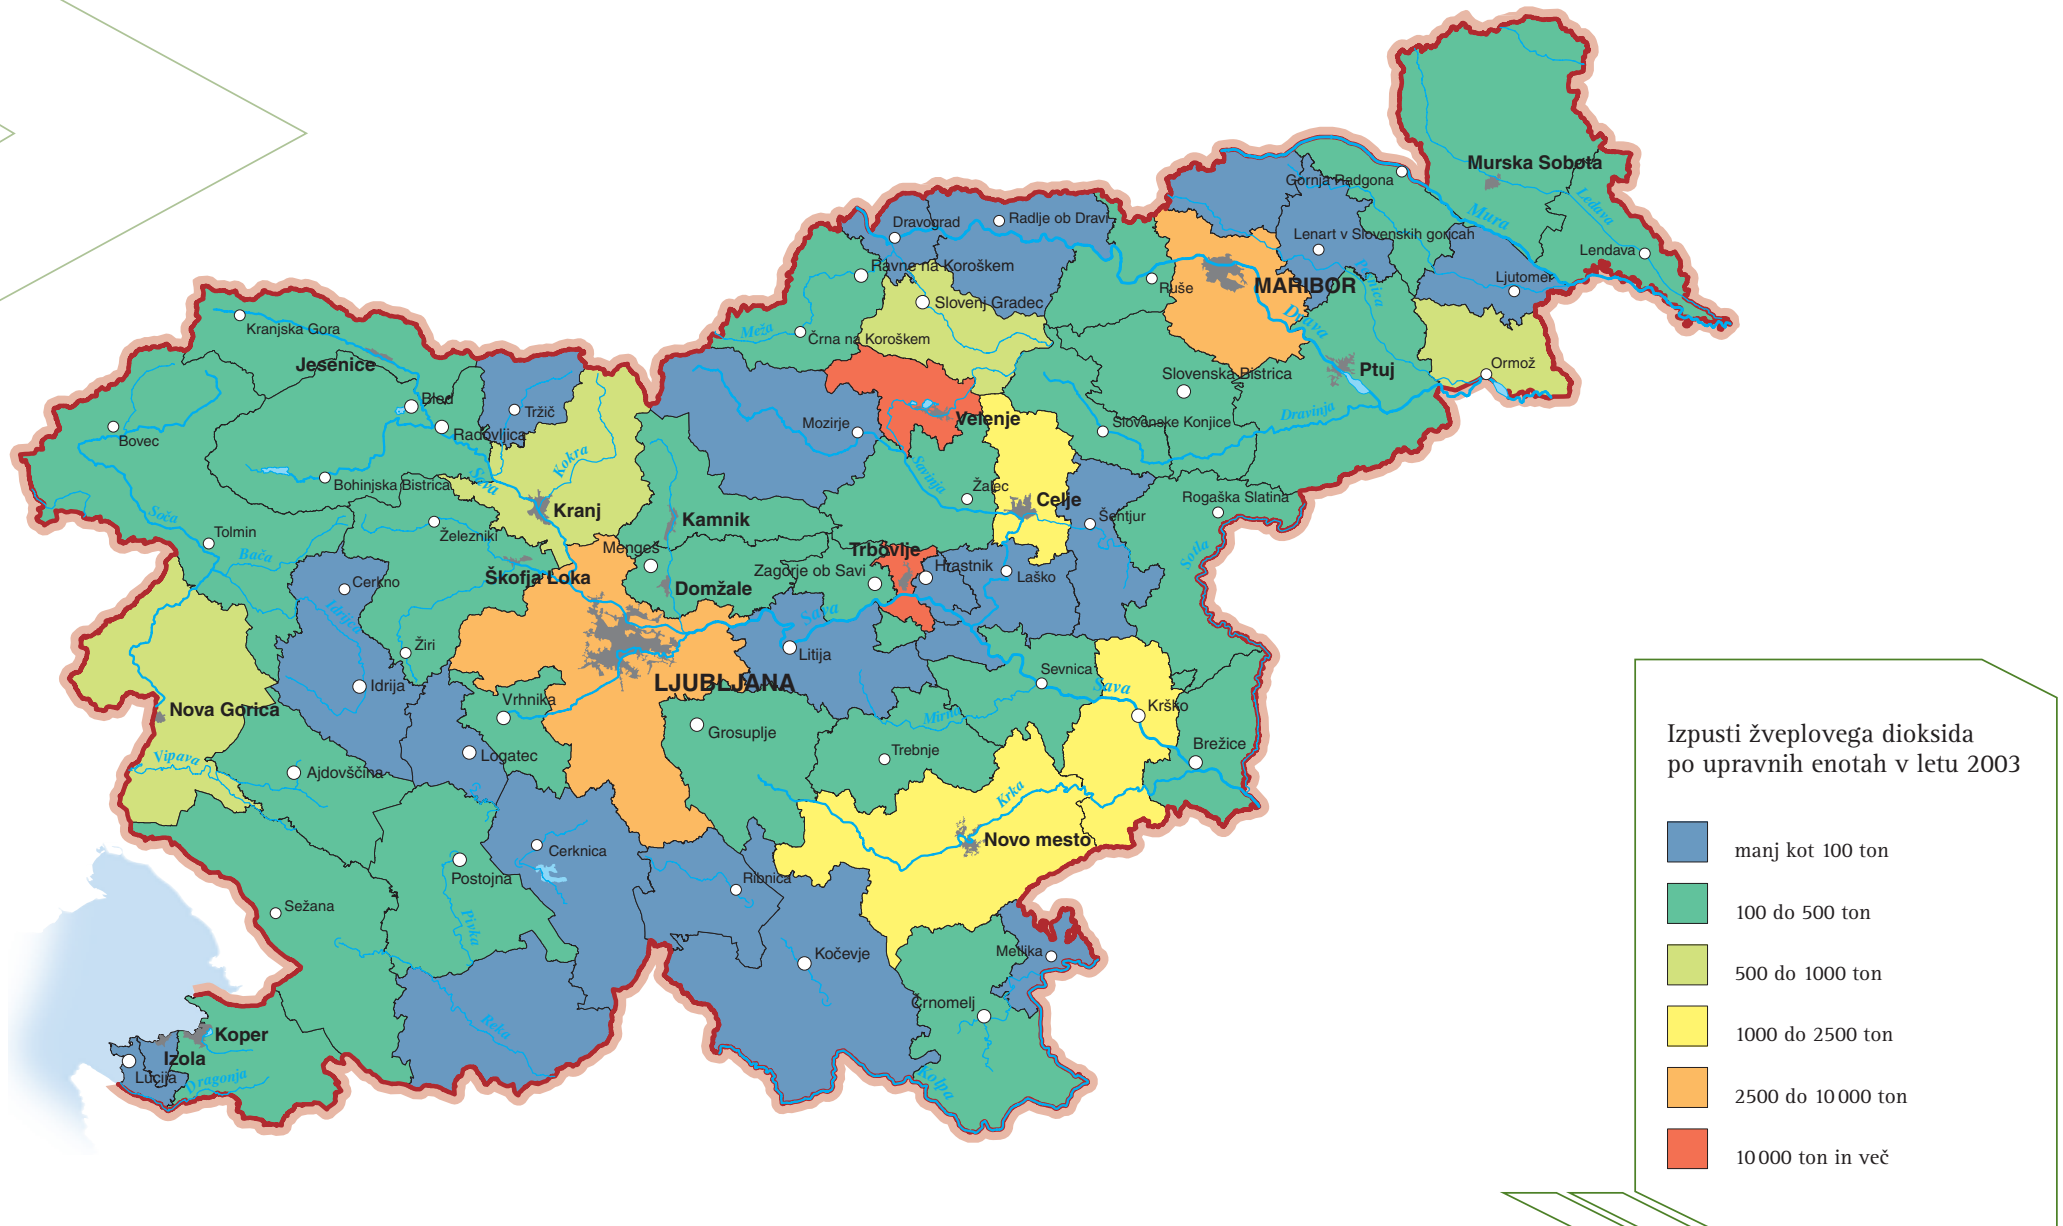 Murska Sobota
Gornja Radgona
Ledava
Mura
Dravograd
Radlje ob Dravi
Lenart v Slovenskih goricah
Lendava
Ravne na Koroškem
Ljutomer
Ruše
MARIBOR
Pesnica
Slovenj Gradec
Drava
Kranjska Gora
Meža
Črna na Koroškem
Jesenice
Ormož
Slovenska Bistrica
Ptuj
Bled
Tržič
Mozirje
Velenje
Slovenske Konjice
Dravinja
Bovec
Radovljica
Kokra
Savinja
Sava
Bohinjska Bistrica
Žalec
Celje
Rogaška Slatina
Soča
Kranj
Kamnik
Šentjur
Tolmin
Železniki
Bača
Mengeš
Trbovlje
Sotla
Škofja Loka
Domžale
Zagorje ob Savi
Hrastnik
Laško
Cerkno
Idrijca
Sava
Žiri
Litija
Idrija
LJUBLJANA
Sevnica
Sava
Nova Gorica
Vrhnika
Mirna
Krško
Grosuplje
Vipava
Logatec
Trebnje
Brežice
Ajdovščina
Krka
Cerknica
Novo mesto
Postojna
Ribnica
Sežana
Pivka
Kočevje
Metlika
Črnomelj
Reka
Koper
Izola
Lucija
Dragonja
Kolpa
Izpusti žveplovega dioksida
po upravnih enotah v letu 2003
manj kot 100 ton
100 do 500 ton
500 do 1000 ton
1000 do 2500 ton
2500 do 10 000 ton
10 000 ton in več